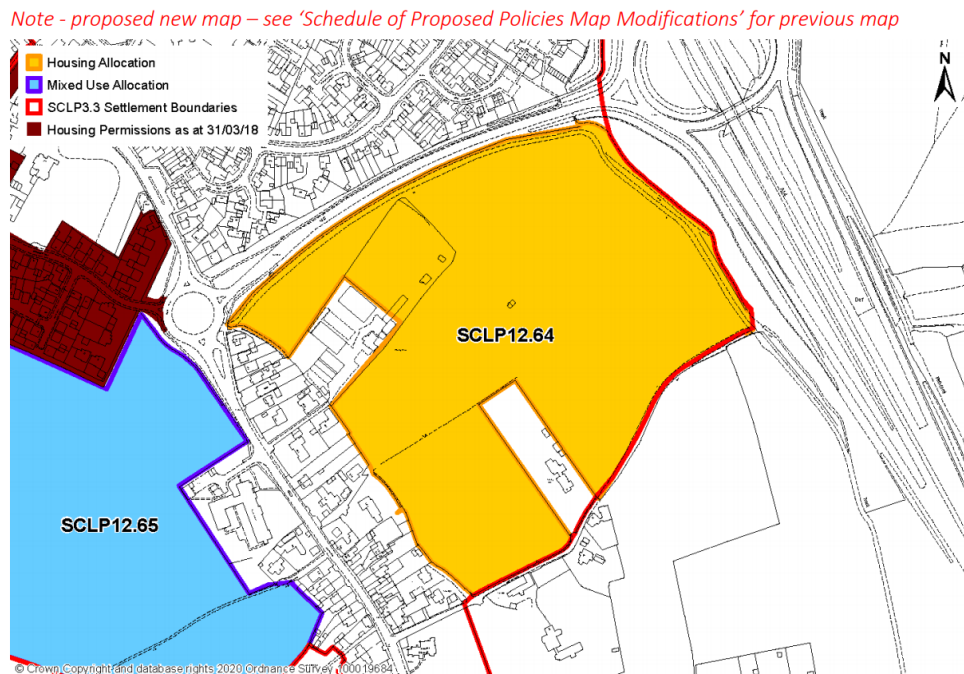 Note - proposed new map – see ‘Schedule of Proposed Policies Map Modifications’ for previous map
Housing Allocation
Mixed Use Allocation
SCLP3.3 Settlement Boundaries
Housing Permissions as at 31/03/18
N
SCLP12.64
SCLP12.65
© Crown Copyright and database rights 2020 Ordnance Survey 100019684